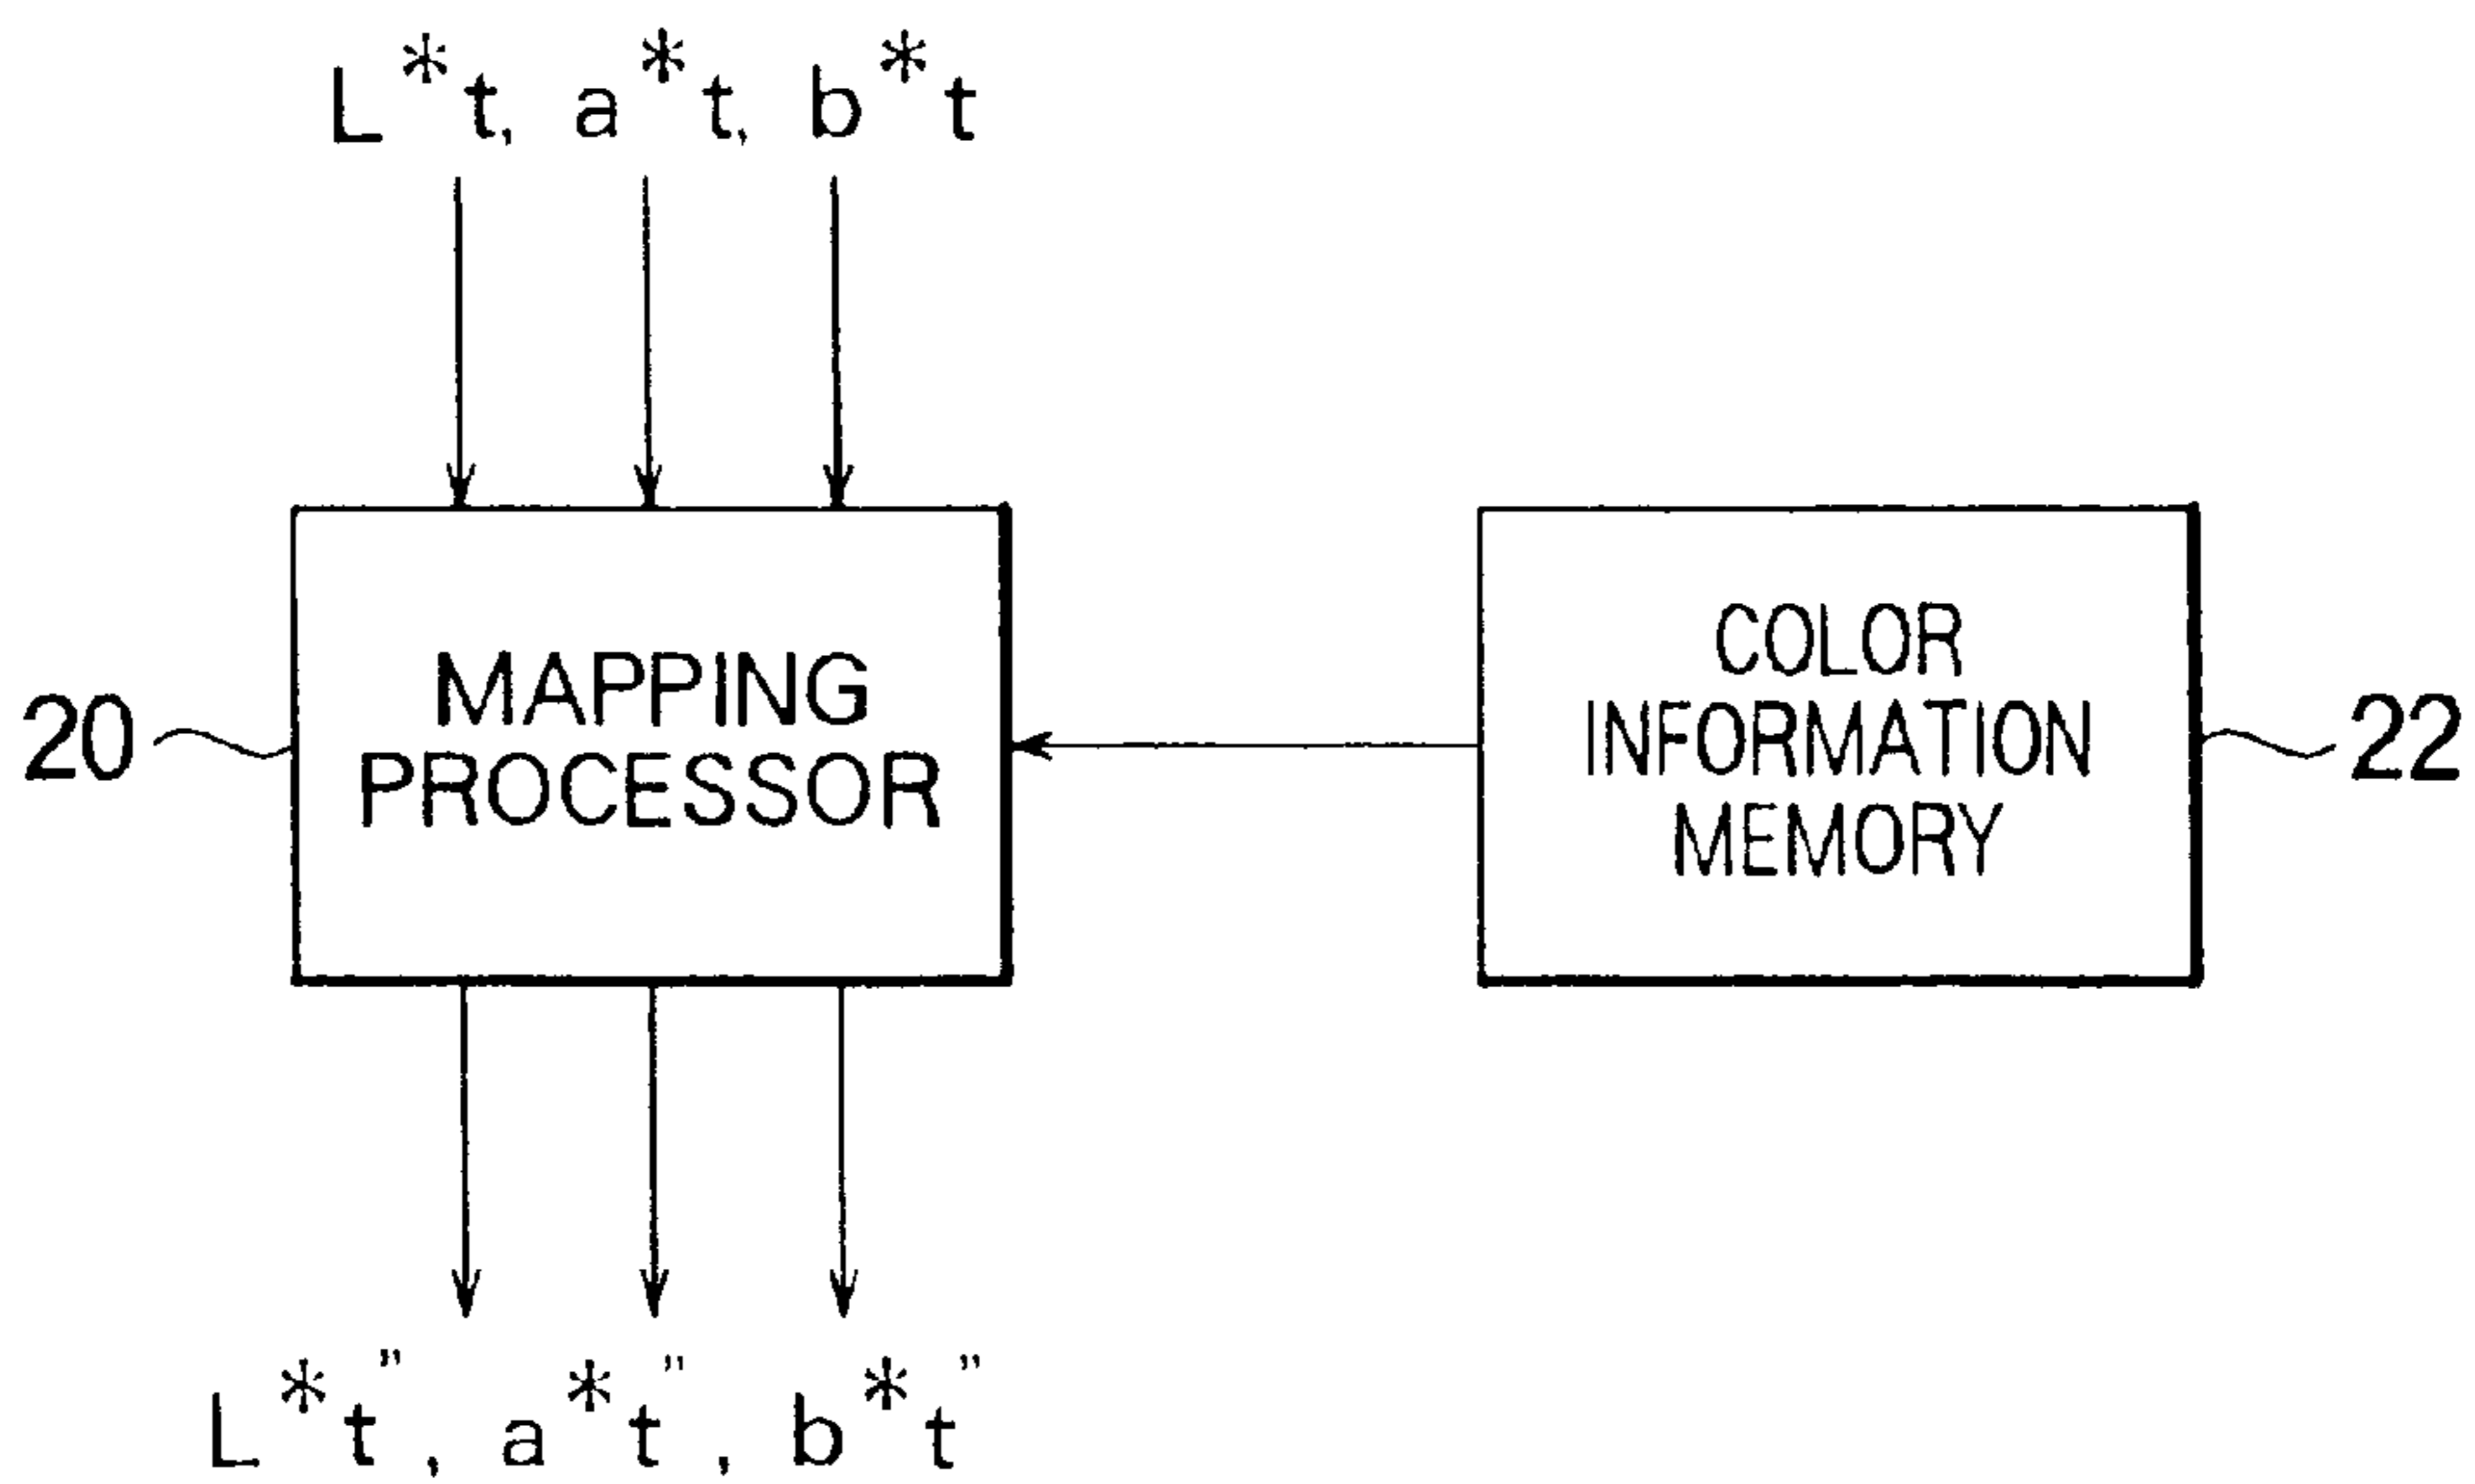 L*t, a*t, b*t
MAPPING
PROCESSOR
20
COLOR
INFORMATION
MEMORY
22
L*t", a*t", b*t"